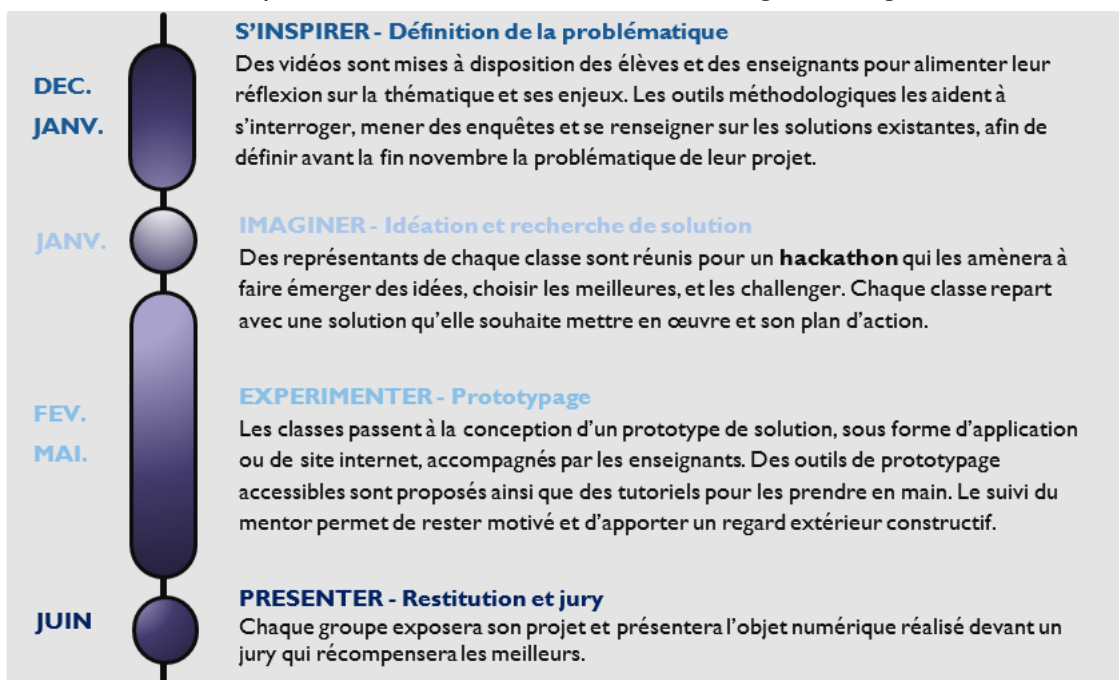 S'INSPIRER - Définition de la problématique
DEC.
JANV.
Des vidéos sont mises à disposition des élèves et des enseignants pour alimenter leur
réflexion sur la thématique et ses enjeux. Les outils méthodologiques les aident à
s'interroger, mener des enquêtes et se renseigner sur les solutions existantes, afin de
définir avant la fin novembre la problématique de leur projet.
JANV.
IMAGINER - Idéation et recherche de solution
Des représentants de chaque classe sont réunis pour un hackathon qui les amènera à
faire émerger des idées, choisir les meilleures, et les challenger. Chaque classe repart
avec une solution qu'elle souhaite mettre en œuvre et son plan d'action.
FEV.
MAI.
EXPERIMENTER - Prototypage
Les classes passent à la conception d'un prototype de solution, sous forme d'application
ou de site internet, accompagnés par les enseignants. Des outils de prototypage
accessibles sont proposés ainsi que des tutoriels pour les prendre en main. Le suivi du
mentor permet de rester motivé et d'apporter un regard extérieur constructif.
JUIN
PRESENTER - Restitution et jury
Chaque groupe exposera son projet et présentera l'objet numérique réalisé devant un
jury qui récompensera les meilleurs.